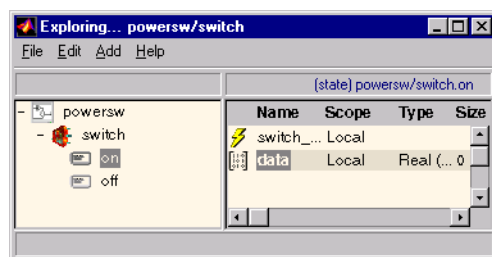 Exploring... powersw/switch
File Edit Add Help
(state) powersw/switch.on
powersw
switch
on
off
Name Scope Type Size
switch_... Local
data Local Real (... 0